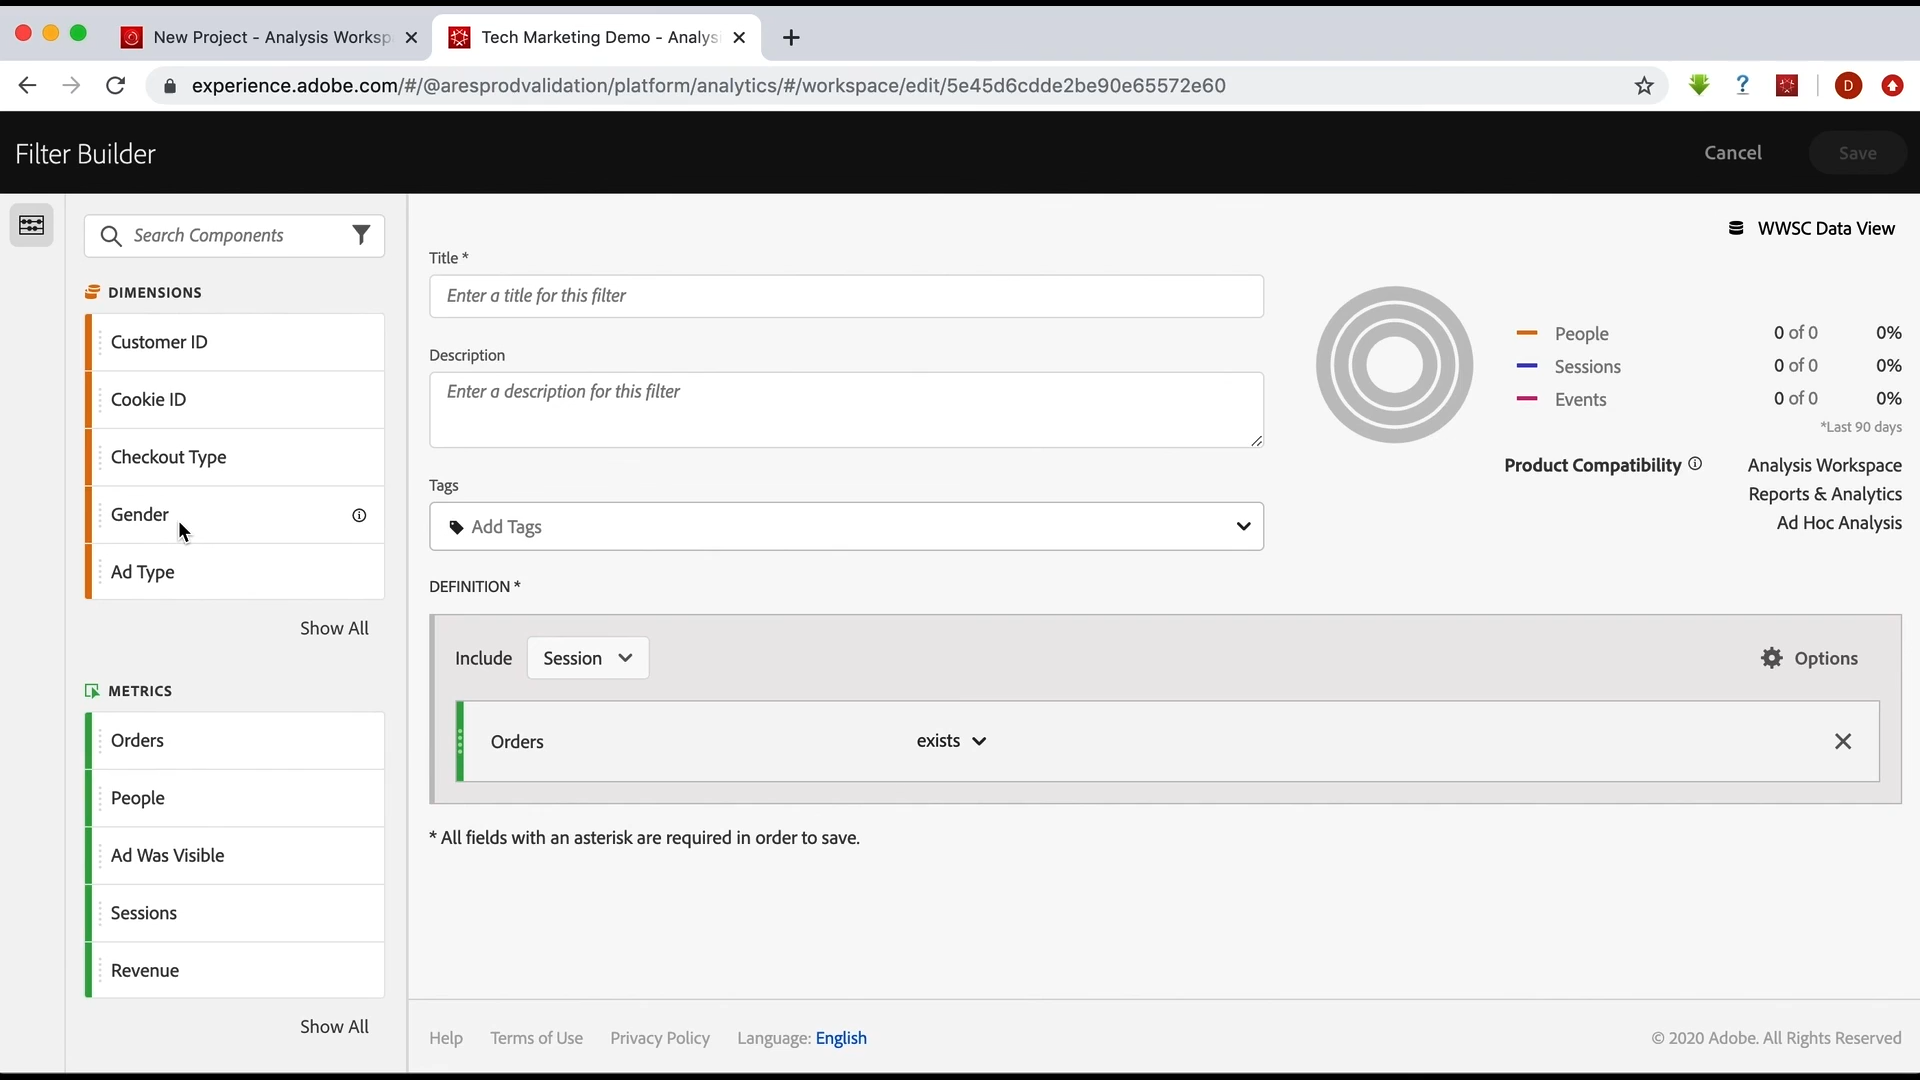 New Project - Analysis Worksp
Tech Marketing Demo - Analys
experience.adobe.com/#/@aresprodvalidation/platform/analytics/#/workspace/edit/5e45d6cdde2be90e65572e60
D
Filter Builder
Cancel
Save
Search Components
DIMENSIONS
Customer ID
Cookie ID
Checkout Type
Gender
Ad Type
Show All
METRICS
Orders
People
Ad Was Visible
Sessions
Revenue
Show All
WWSC Data View
Title *
Enter a title for this filter
Description
Enter a description for this filter
Tags
Add Tags
People 0 of 0 0%
Sessions 0 of 0 0%
Events 0 of 0 0%
*Last 90 days
Product Compatibility Analysis Workspace
Reports & Analytics
Ad Hoc Analysis
DEFINITION *
Include Session Options
Orders exists
* All fields with an asterisk are required in order to save.
Help Terms of Use Privacy Policy Language: English © 2020 Adobe. All Rights Reserved